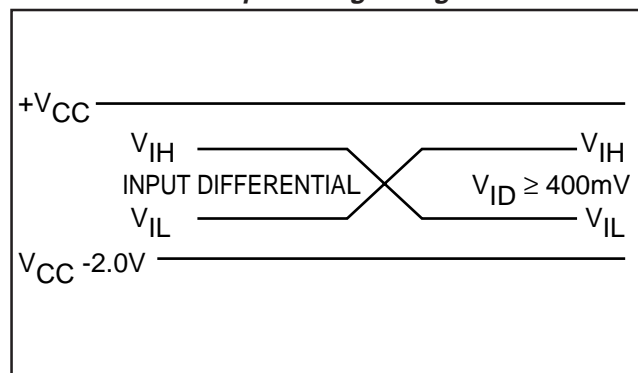 +VCC
VIH VIH
INPUT DIFFERENTIAL VID ≥ 400mV
VIL VIL
VCC -2.0V